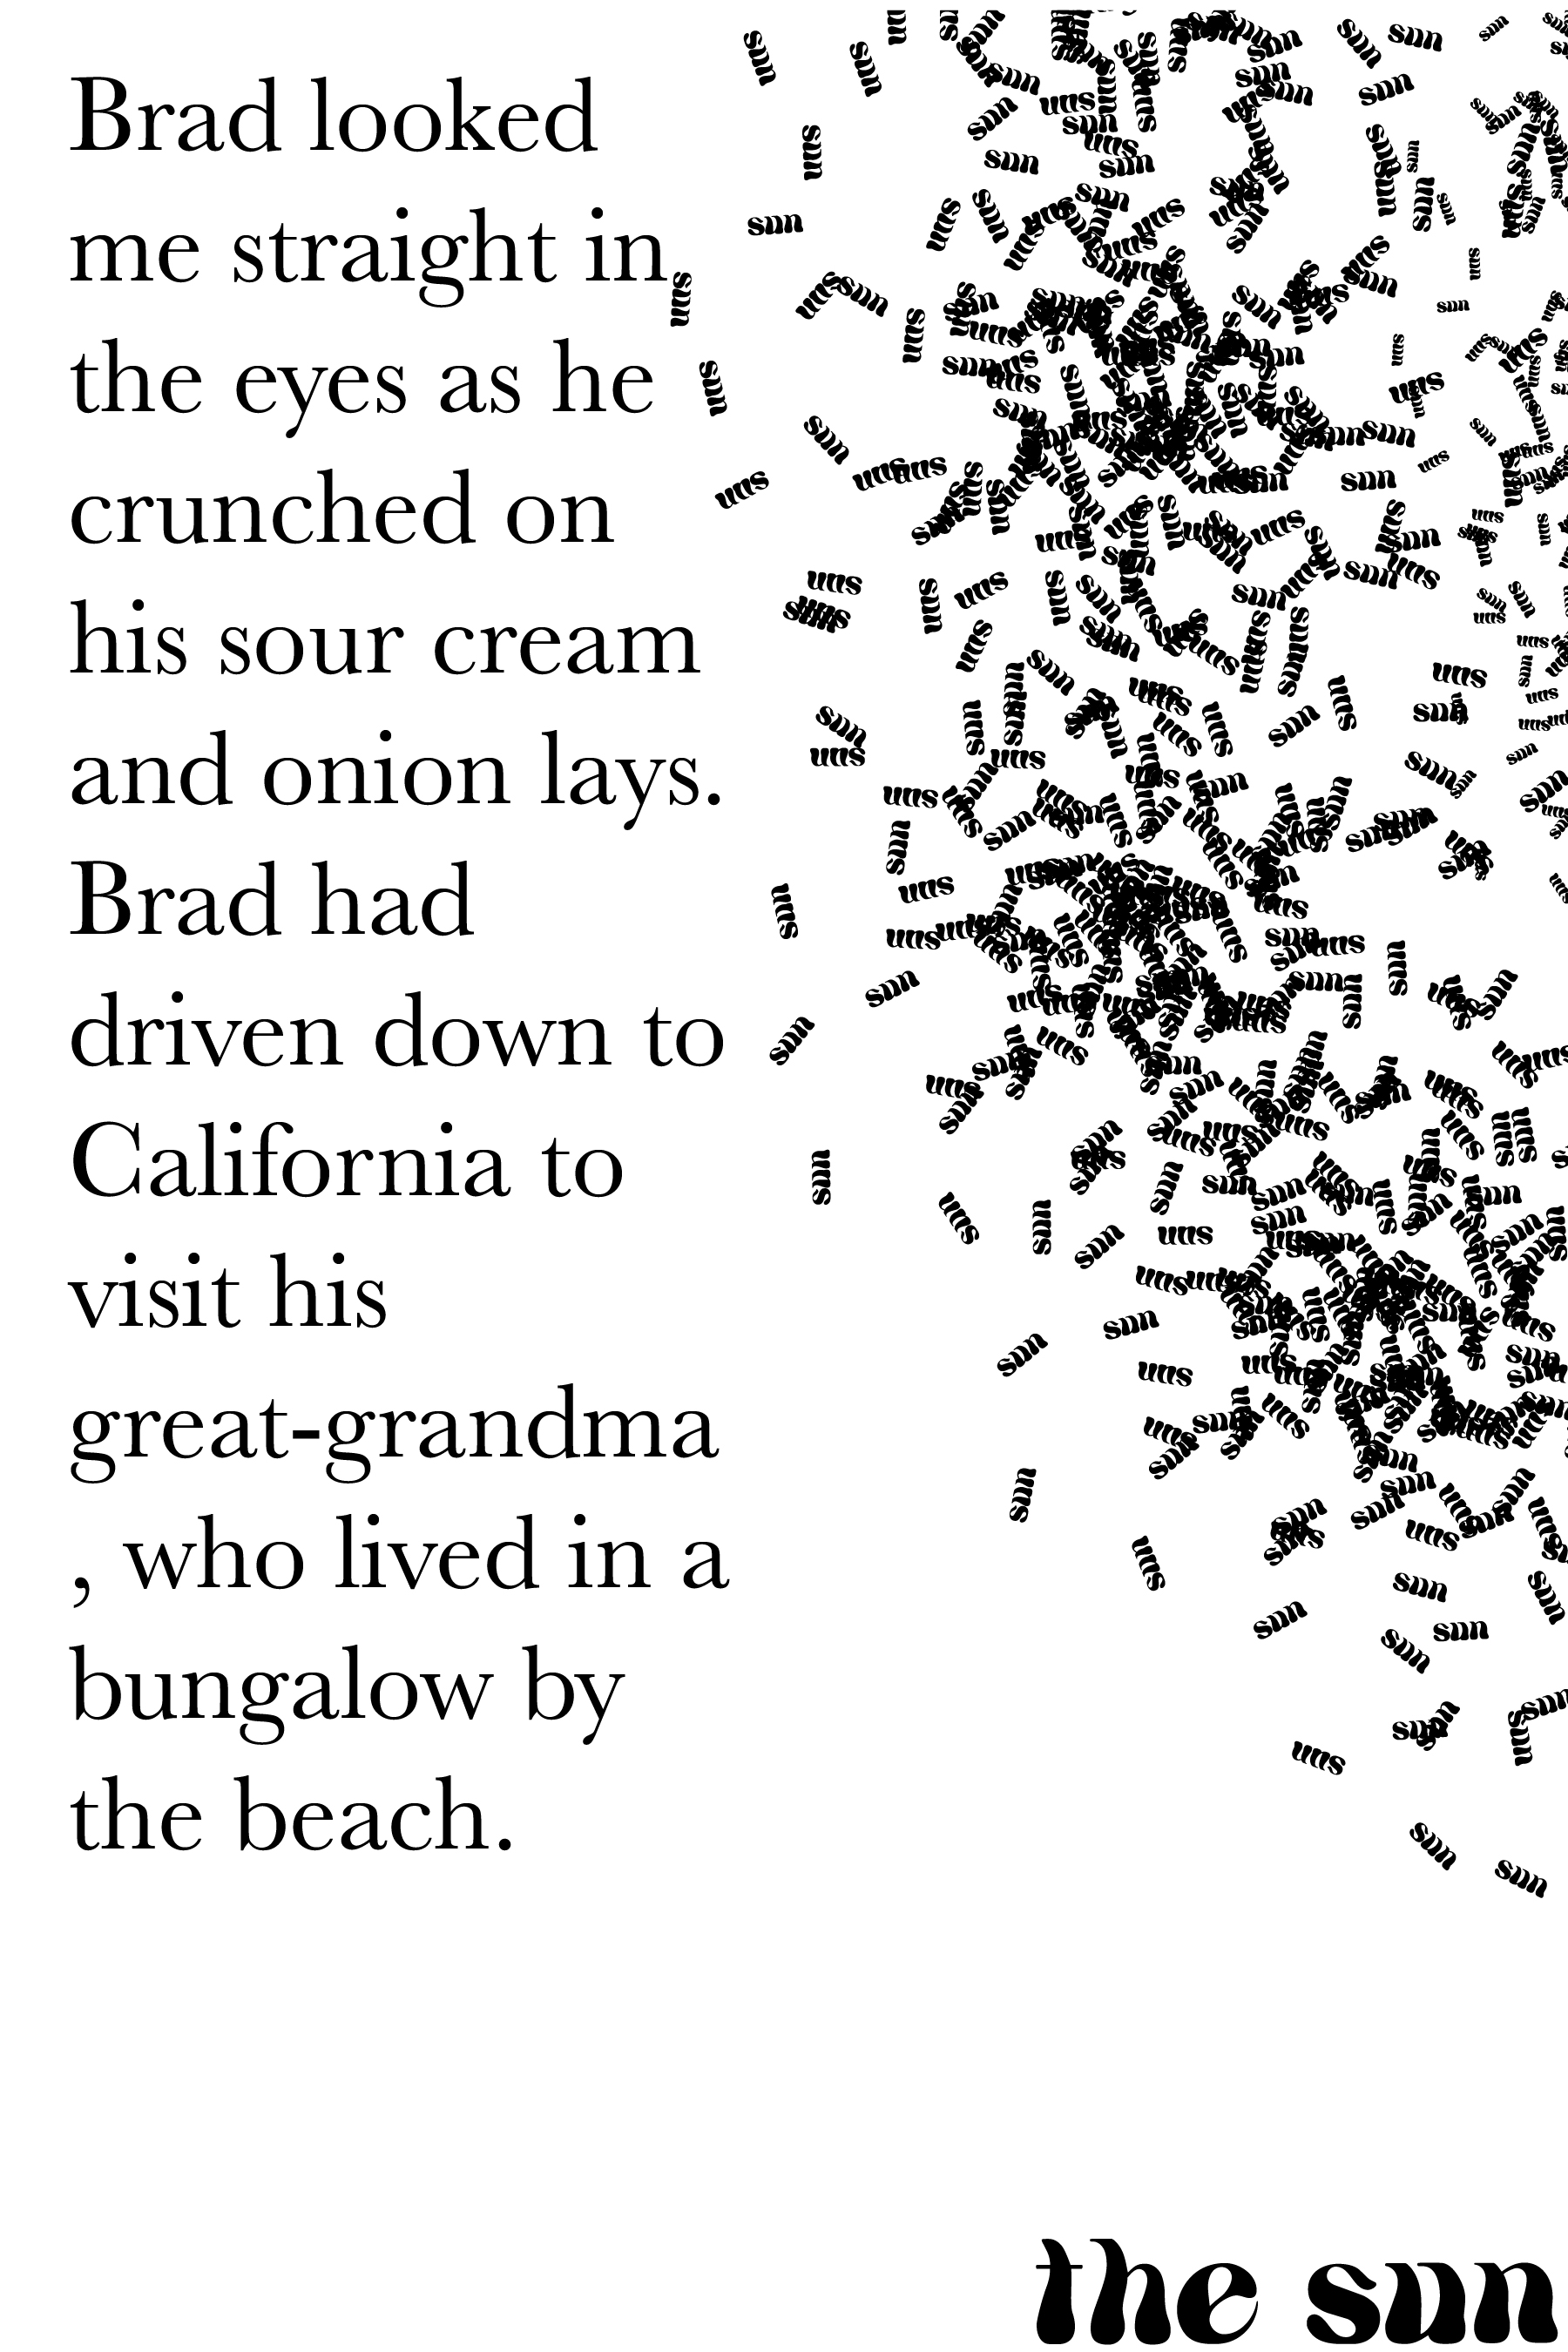 Brad looked
me straight in
the eyes as he
crunched on
his sour cream
and onion lays.
Brad had
driven down to
California to
visit his
great-grandma
, who lived in a
bungalow by
the beach.
sun
the sun